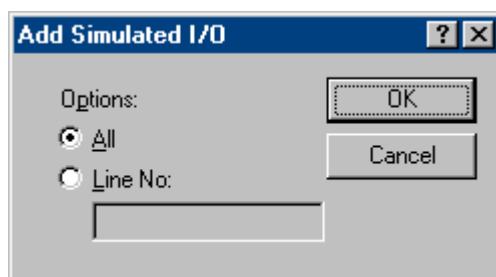 Add Simulated I/O
? X
Options:
All
Line No:
OK
Cancel